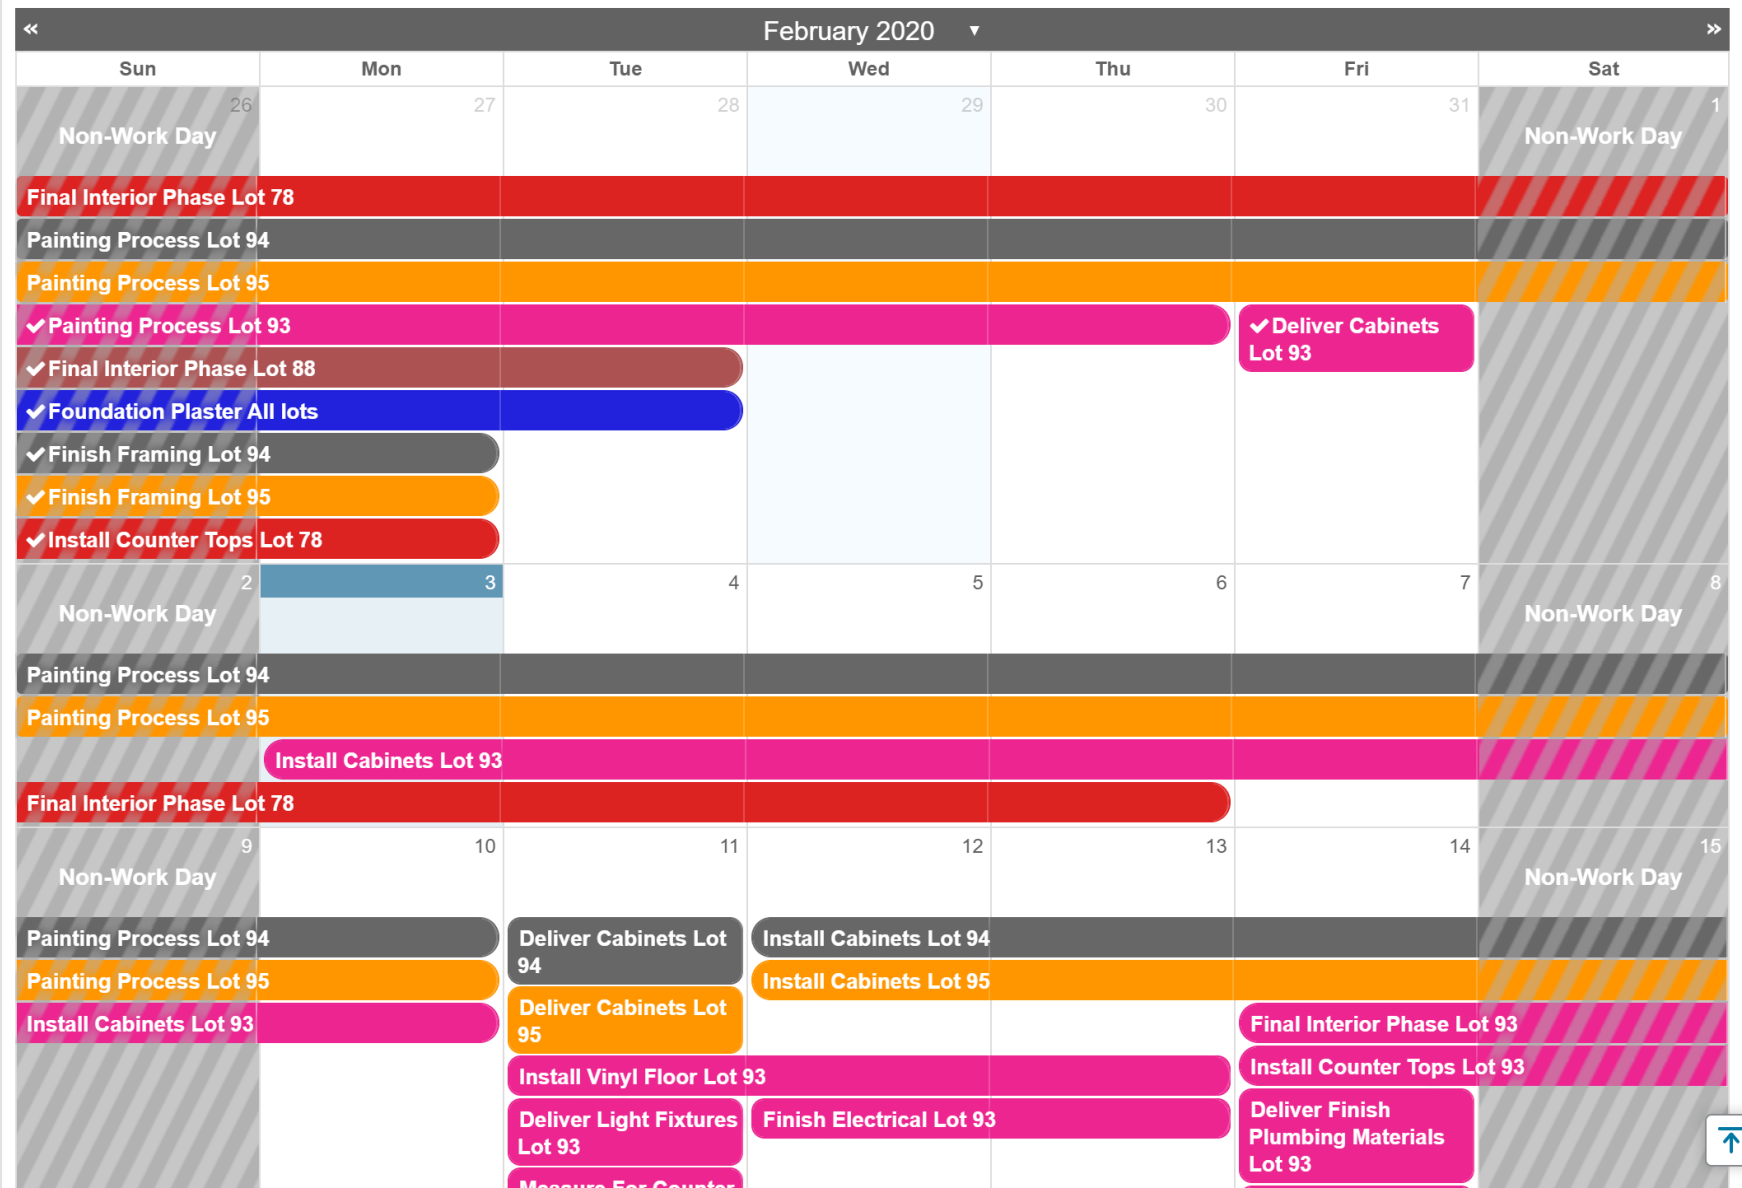 « February 2020 ▼ »
Sun Mon Tue Wed Thu Fri Sat
26 27 28 29 30 31 1
Non-Work Day Non-Work Day
Final Interior Phase Lot 78
Painting Process Lot 94
Painting Process Lot 95
✔Painting Process Lot 93
✔Deliver Cabinets
Lot 93
✔Final Interior Phase Lot 88
✔Foundation Plaster All lots
✔Finish Framing Lot 94
✔Finish Framing Lot 95
✔Install Counter Tops Lot 78
2 3 4 5 6 7 8
Non-Work Day Non-Work Day
Painting Process Lot 94
Painting Process Lot 95
Install Cabinets Lot 93
Final Interior Phase Lot 78
9 10 11 12 13 14 15
Non-Work Day Non-Work Day
Painting Process Lot 94
Deliver Cabinets Lot
94
Install Cabinets Lot 94
Painting Process Lot 95
Deliver Cabinets Lot
95
Install Cabinets Lot 95
Install Cabinets Lot 93
Final Interior Phase Lot 93
Install Vinyl Floor Lot 93
Install Counter Tops Lot 93
Deliver Light Fixtures
Lot 93
Finish Electrical Lot 93
Deliver Finish
Plumbing Materials
Lot 93
Measure For Counter